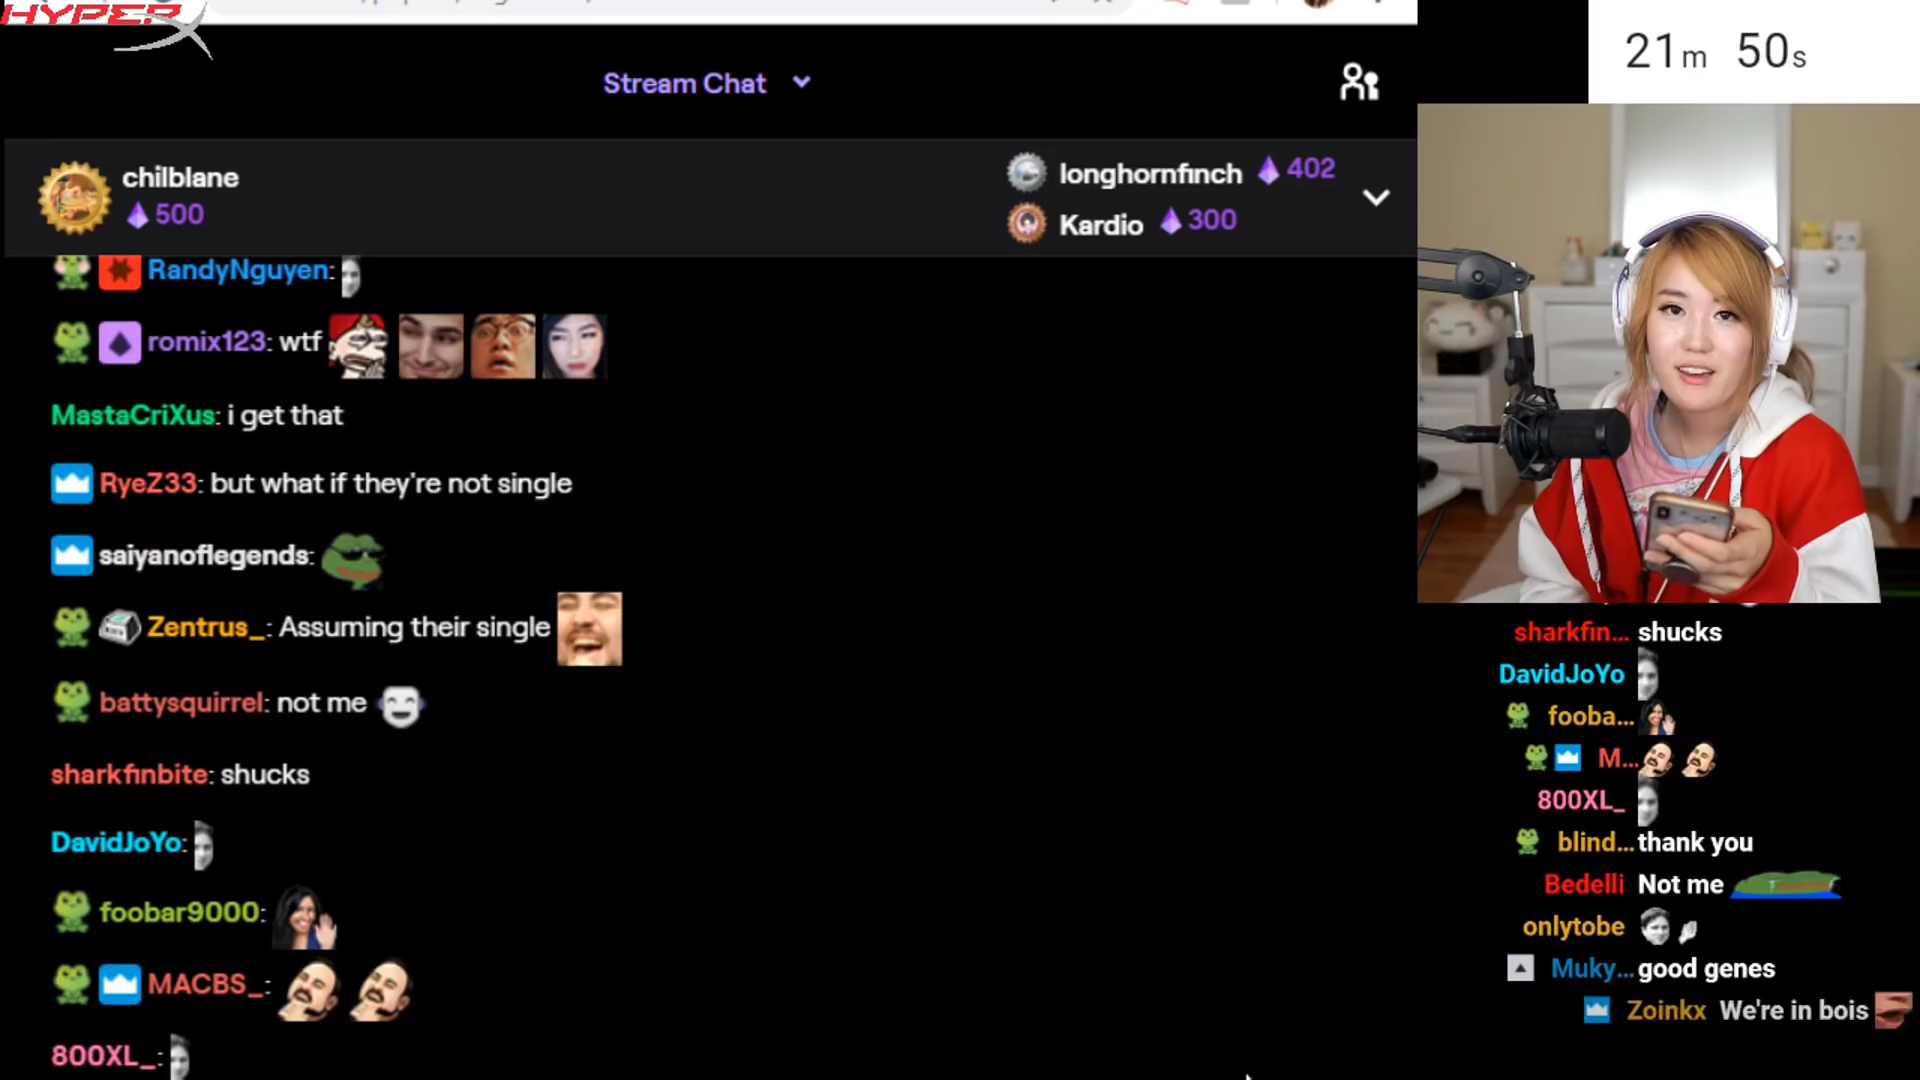 HYPERX
21m 50s
Stream Chat
chilblane
500
longhornfinch 402
Kardio 300
RandyNguyen:
romix123: wtf
MastaCriXus: i get that
RyeZ33: but what if they're not single
saiyanoflegends:
Zentrus_: Assuming their single
battysquirrel: not me
sharkfinbite: shucks
DavidJoYo:
foobar9000:
MACBS_:
800XL_:
sharkfin... shucks
DavidJoYo
fooba...
M...
800XL_
blind... thank you
Bedelli Not me
onlytobe
Muky... good genes
Zoinkx We're in bois